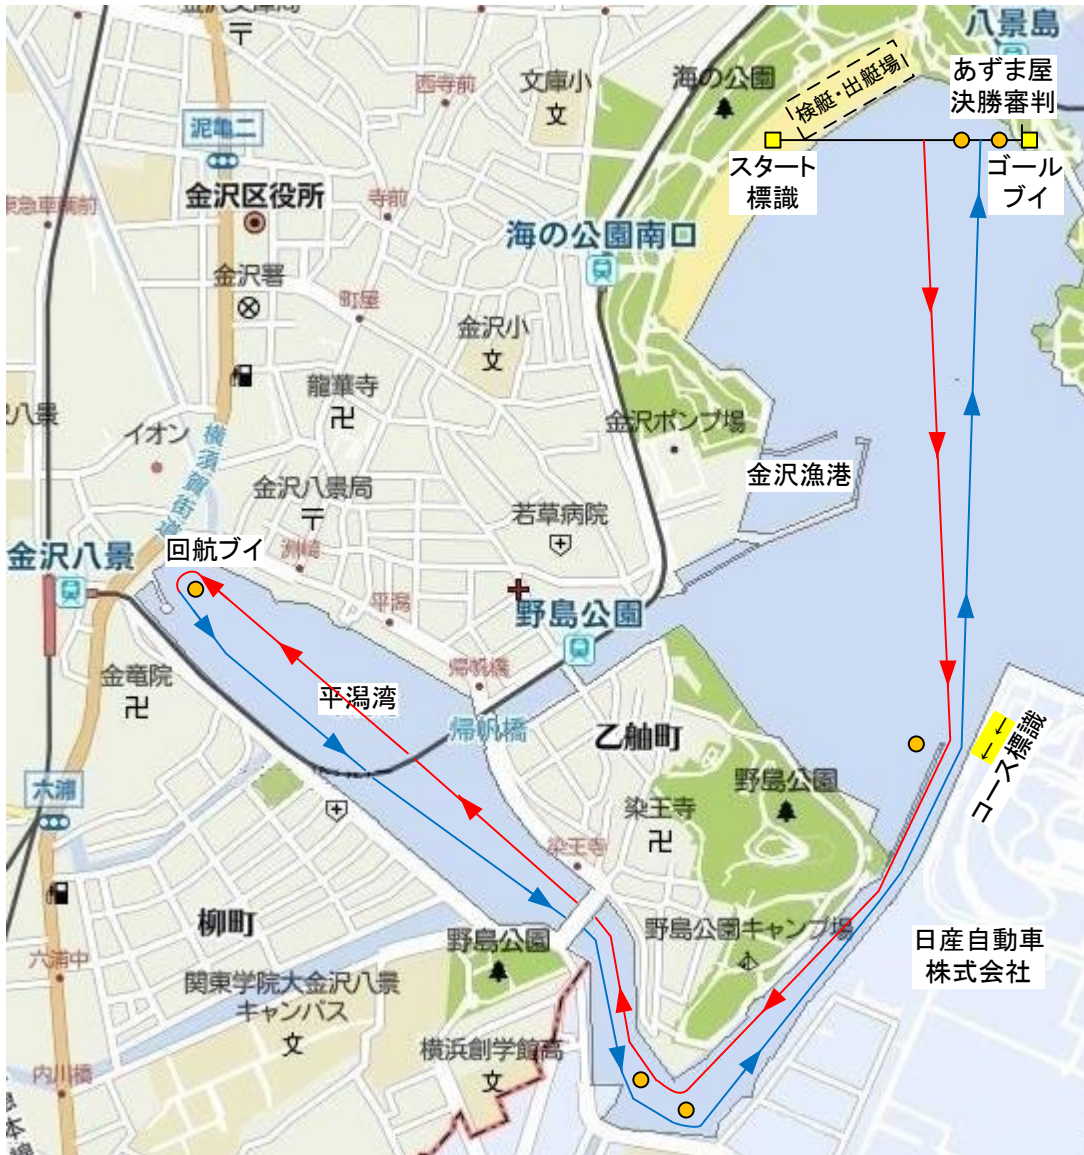 金沢文庫局
八景島
西寺前
文庫小
海の公園
検艇・出艇場
あずま屋
決勝審判
泥亀二
スタート
標識
ゴール
ブイ
金沢区役所
寺前
海の公園南口
金沢署
町屋
金沢小
龍華寺
イオン
横須賀街道
金沢ポンプ場
金沢漁港
金沢八景局
若草病院
回航ブイ
洲崎
金沢八景
平潟
野島公園
金竜院
帰帆橋
平潟湾
帰帆橋
乙舳町
コース標識
←←
六浦
野島公園
染王寺
染王寺
柳町
野島公園
野島公園キャンプ場
日産自動車
株式会社
六浦中
関東学院大金沢八景
キャンパス
横浜創学館高
内川橋